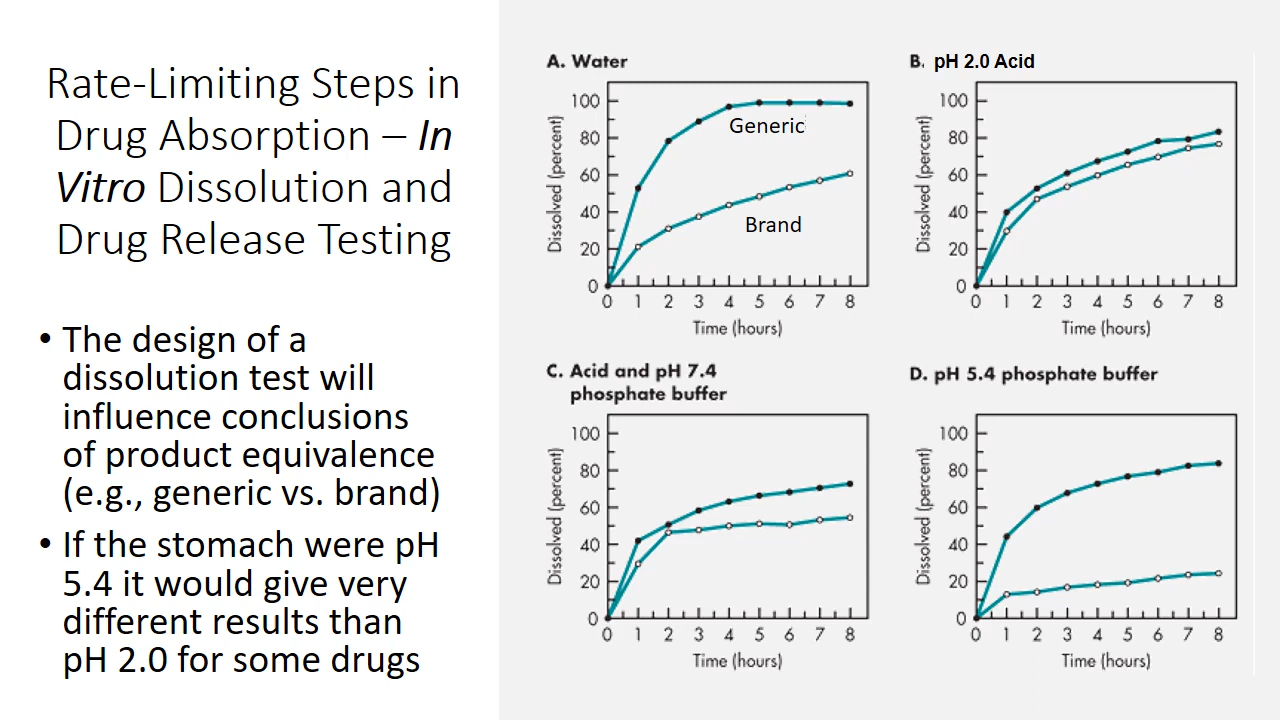 Rate-Limiting Steps in
Drug Absorption – In
Vitro Dissolution and
Drug Release Testing
• The design of a
dissolution test will
influence conclusions
of product equivalence
(e.g., generic vs. brand)
• If the stomach were pH
5.4 it would give very
different results than
pH 2.0 for some drugs
A. Water
100
80
60
40
20
0
Dissolved (percent)
Generic
Brand
0 1 2 3 4 5 6 7 8
Time (hours)
B. pH 2.0 Acid
100
80
60
40
20
0
Dissolved (percent)
0 1 2 3 4 5 6 7 8
Time (hours)
C. Acid and pH 7.4
phosphate buffer
100
80
60
40
20
0
Dissolved (percent)
0 1 2 3 4 5 6 7 8
Time (hours)
D. pH 5.4 phosphate buffer
100
80
60
40
20
0
Dissolved (percent)
0 1 2 3 4 5 6 7 8
Time (hours)